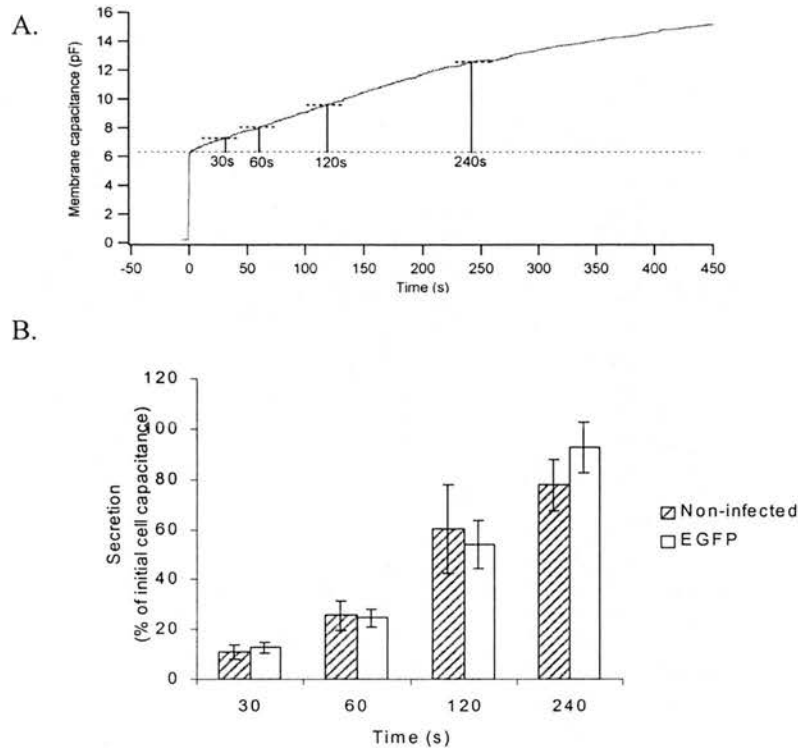 A.
Membrane capacitance (pF)
16
14
12
10
8
6
4
2
0
30s 60s 120s 240s
-50 0 50 100 150 200 250 300 350 400 450
Time (s)
B.
Secretion
(% of initial cell capacitance)
120
100
80
60
40
20
0
30 60 120 240
Time (s)
Non-infected
EGFP